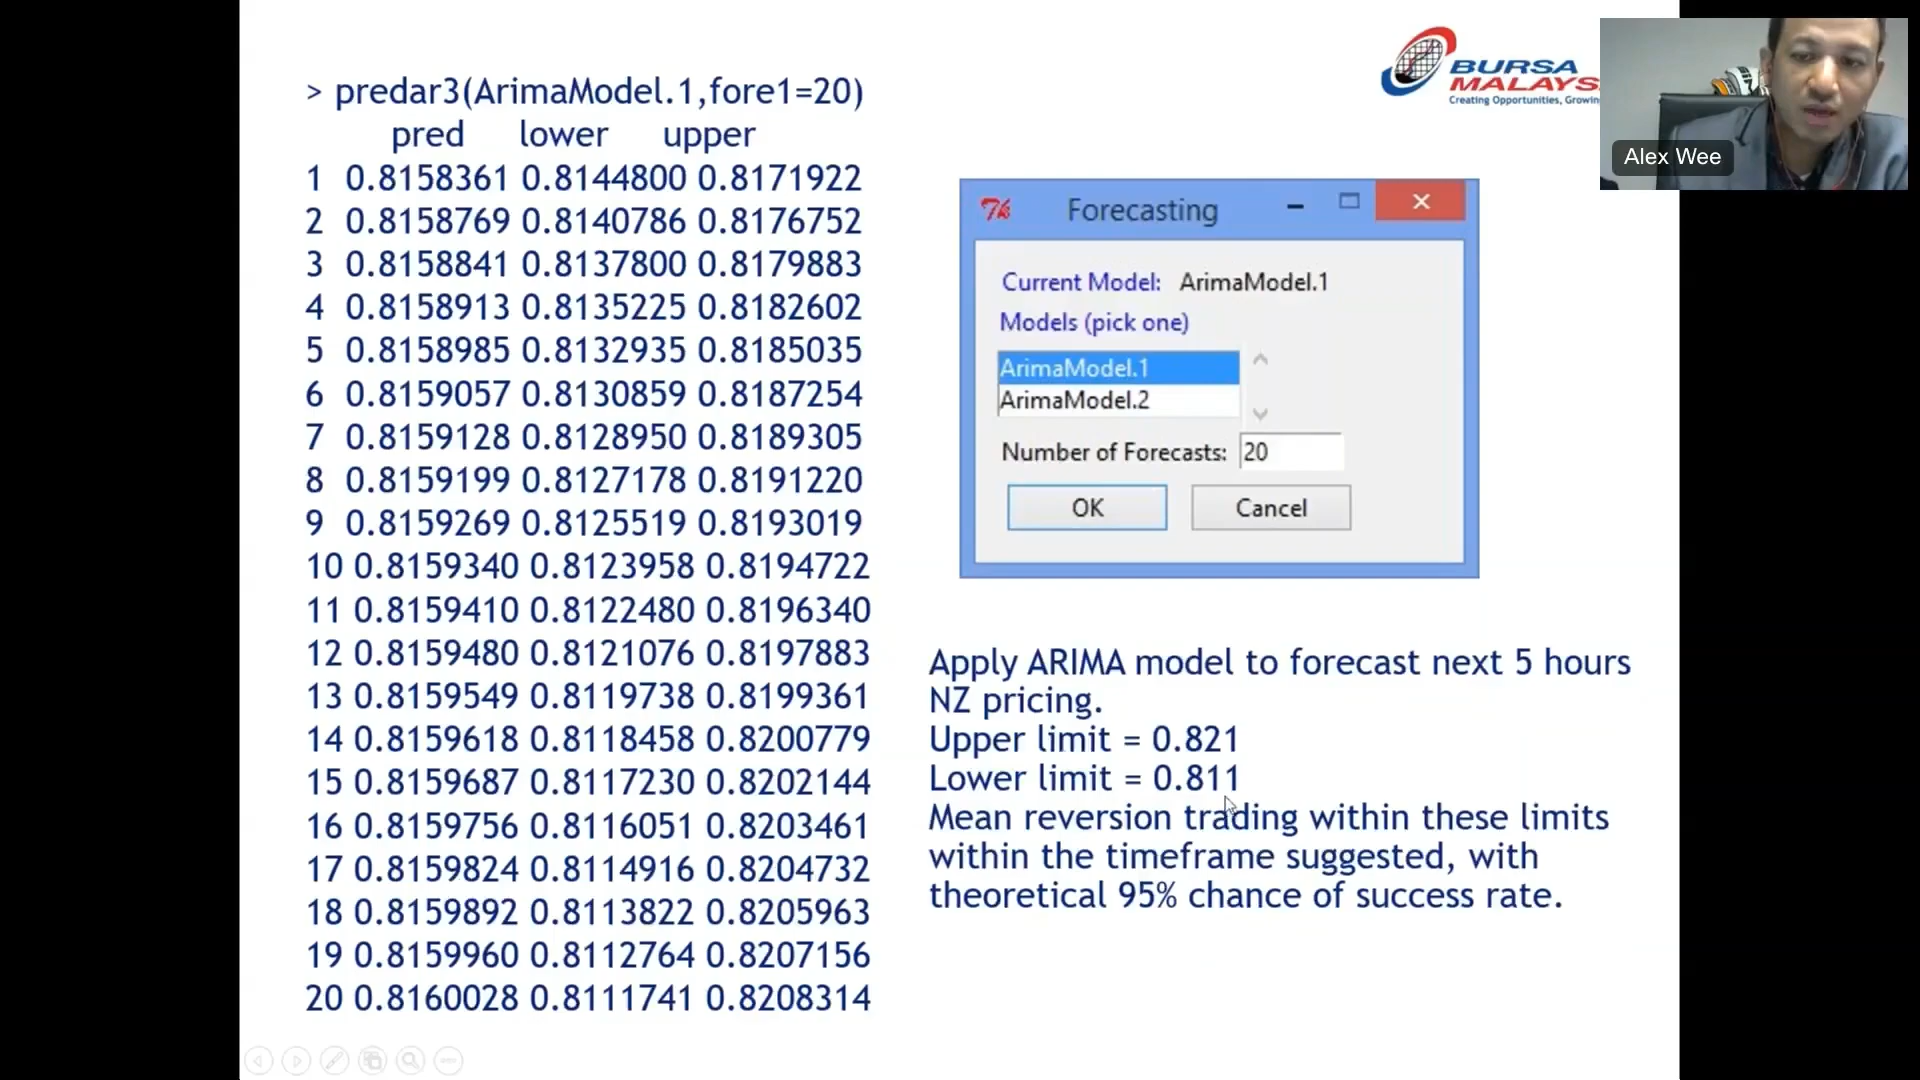 > predar3(ArimaModel.1,fore1=20)
pred lower upper
1 0.8158361 0.8144800 0.8171922
2 0.8158769 0.8140786 0.8176752
3 0.8158841 0.8137800 0.8179883
4 0.8158913 0.8135225 0.8182602
5 0.8158985 0.8132935 0.8185035
6 0.8159057 0.8130859 0.8187254
7 0.8159128 0.8128950 0.8189305
8 0.8159199 0.8127178 0.8191220
9 0.8159269 0.8125519 0.8193019
10 0.8159340 0.8123958 0.8194722
11 0.8159410 0.8122480 0.8196340
12 0.8159480 0.8121076 0.8197883
13 0.8159549 0.8119738 0.8199361
14 0.8159618 0.8118458 0.8200779
15 0.8159687 0.8117230 0.8202144
16 0.8159756 0.8116051 0.8203461
17 0.8159824 0.8114916 0.8204732
18 0.8159892 0.8113822 0.8205963
19 0.8159960 0.8112764 0.8207156
20 0.8160028 0.8111741 0.8208314
BURSA
MALAYS
Creating Opportunities, Growin
Alex Wee
Forecasting
Current Model: ArimaModel.1
Models (pick one)
ArimaModel.1
ArimaModel.2
Number of Forecasts: 20
OK Cancel
Apply ARIMA model to forecast next 5 hours
NZ pricing.
Upper limit = 0.821
Lower limit = 0.811
Mean reversion trading within these limits
within the timeframe suggested, with
theoretical 95% chance of success rate.